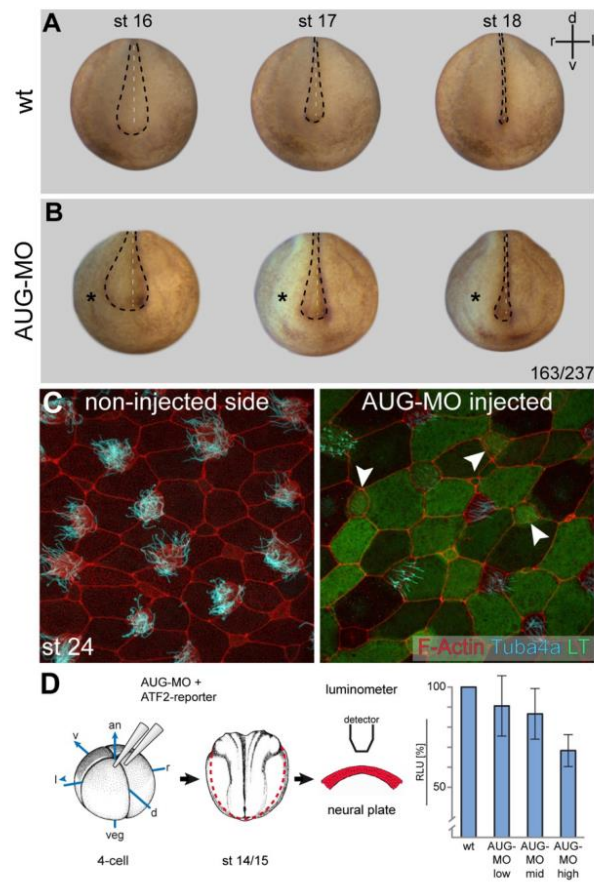 A
st 16
st 17
st 18
d
r
l
v
wt
B
AUG-MO
*
*
*
163/237
C
non-injected side
AUG-MO injected
st 24
F-Actin Tuba4a LT
D
AUG-MO +
ATF2-reporter
v
an
r
l
d
veg
4-cell
st 14/15
luminometer
detector
neural plate
RLU [%]
100
50
wt
AUG-
MO
low
AUG-
MO
mid
AUG-
MO
high